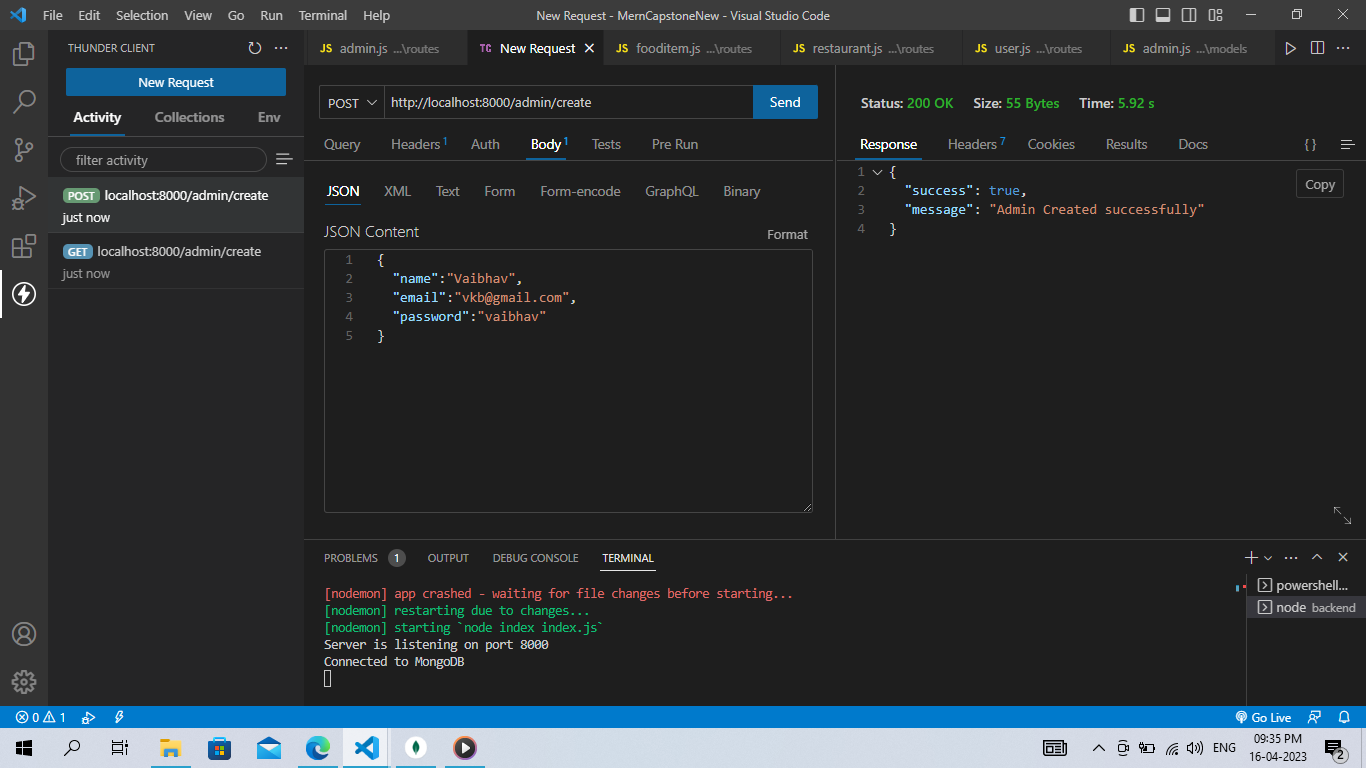 File Edit Selection View Go Run Terminal Help New Request - MernCapstoneNew - Visual Studio Code
THUNDER CLIENT
New Request
Activity Collections Env
filter activity
POST localhost:8000/admin/create
just now
GET localhost:8000/admin/create
just now
JS admin.js ...\routes TC New Request JS fooditem.js ...\routes JS restaurant.js ...\routes JS user.js ...\routes JS admin.js ...\models
POST http://localhost:8000/admin/create Send
Query Headers 1 Auth Body 1 Tests Pre Run
JSON XML Text Form Form-encode GraphQL Binary
JSON Content Format
1 {
2 "name":"Vaibhav",
3 "email":"vkb@gmail.com",
4 "password":"vaibhav"
5 }
Status: 200 OK Size: 55 Bytes Time: 5.92 s
Response Headers 7 Cookies Results Docs { }
1 {
2 "success": true,
3 "message": "Admin Created successfully"
4 }
Copy
PROBLEMS 1 OUTPUT DEBUG CONSOLE TERMINAL
[nodemon] app crashed - waiting for file changes before starting...
[nodemon] restarting due to changes...
[nodemon] starting `node index index.js`
Server is listening on port 8000
Connected to MongoDB
powershell...
node backend
0 1 Go Live
ENG 09:35 PM
16-04-2023
2